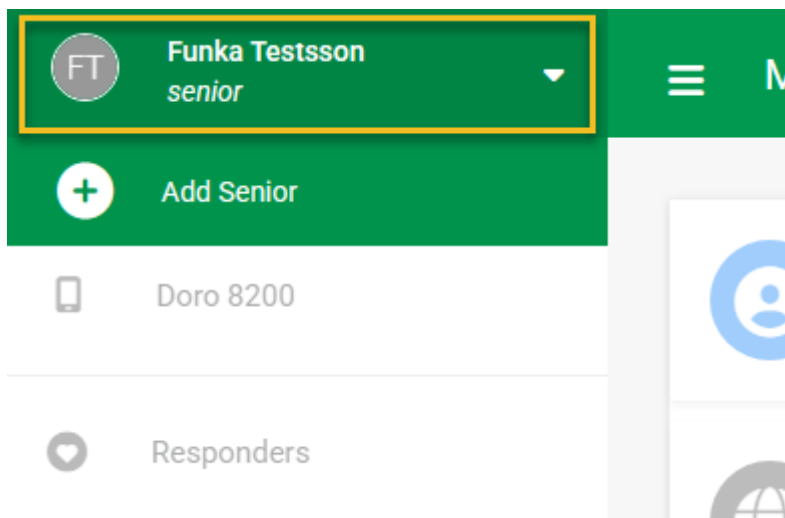 FT
Funka Testsson
senior
Add Senior
Doro 8200
Responders